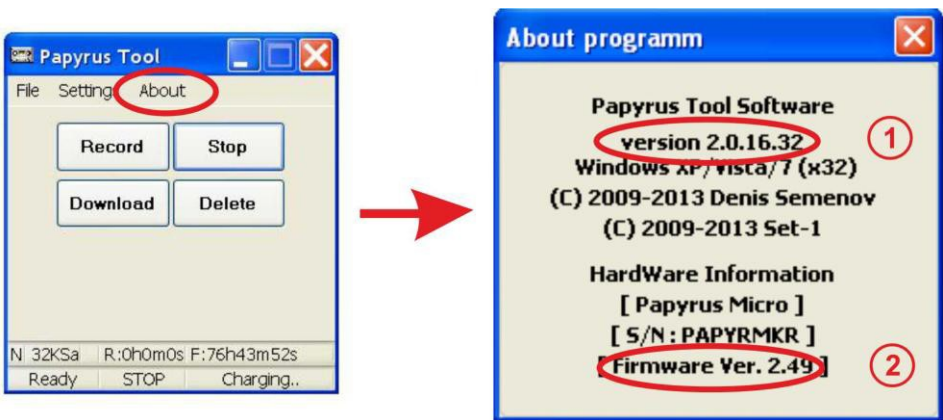 Papyrus Tool
File Settings About
Record Stop
Download Delete
N 32KSa R:0h0m0s F:76h43m52s
Ready STOP Charging..
About programm
Papyrus Tool Software
version 2.0.16.32
1
Windows XP/Vista/7 (x32)
(C) 2009-2013 Denis Semenov
(C) 2009-2013 Set-1
HardWare Information
[ Papyrus Micro ]
[ S/N : PAPYRMKR ]
[ Firmware Ver. 2.49 ]
2